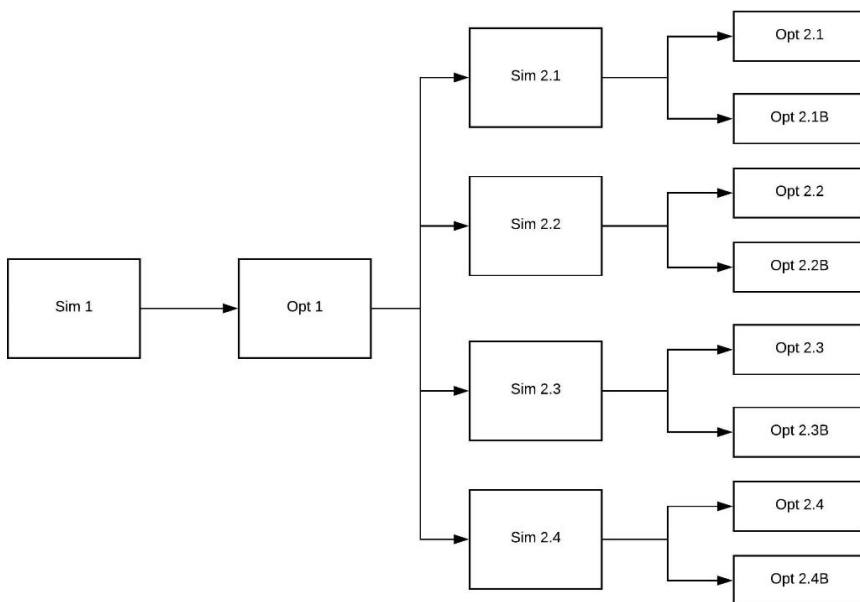 Sim 1
Opt 1
Sim 2.1
Opt 2.1
Opt 2.1B
Sim 2.2
Opt 2.2
Opt 2.2B
Sim 2.3
Opt 2.3
Opt 2.3B
Sim 2.4
Opt 2.4
Opt 2.4B